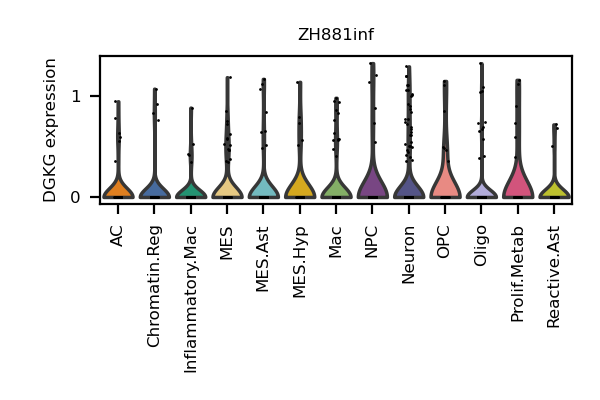 ZH881inf
DGKG expression
1
0
AC
Chromatin.Reg
Inflammatory.Mac
MES
MES.Ast
MES.Hyp
Mac
NPC
Neuron
OPC
Oligo
Prolif.Metab
Reactive.Ast